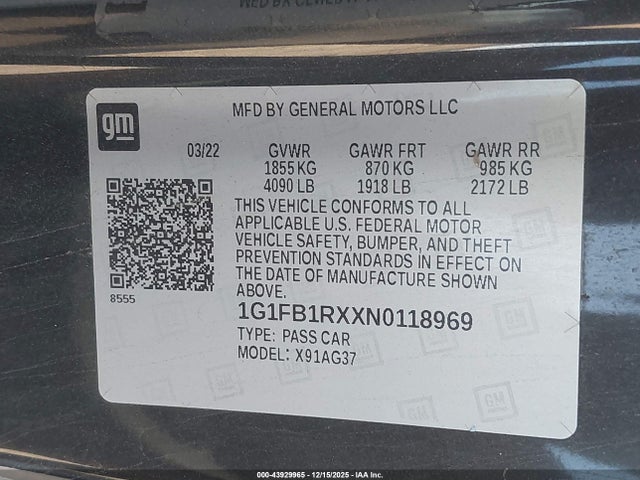 MFD BY GENERAL MOTORS LLC
gm
03/22 GVWR GAWR FRT GAWR RR
1855 KG 870 KG 985 KG
4090 LB 1918 LB 2172 LB
THIS VEHICLE CONFORMS TO ALL
APPLICABLE U.S. FEDERAL MOTOR
VEHICLE SAFETY, BUMPER, AND THEFT
PREVENTION STANDARDS IN EFFECT ON
THE DATE OF MANUFACTURE SHOWN
ABOVE.
8555
1G1FB1RXXN0118969
TYPE: PASS CAR
MODEL: X91AG37
GM
GM
000-43929965 - 12/15/2025 - IAA Inc.